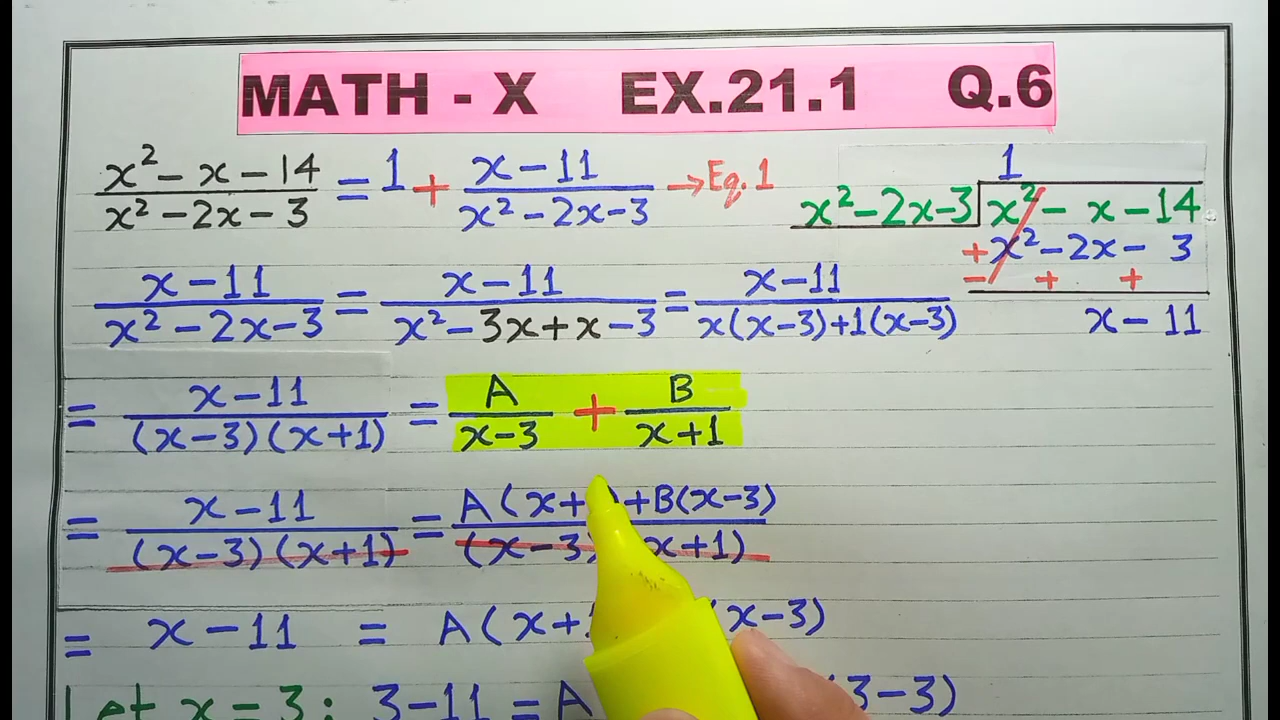 MATH - X EX.21.1 Q.6
x² - x - 14 / x² - 2x - 3 = 1 + x - 11 / x² - 2x - 3 → Eq. 1
1
x² - 2x - 3 | x² - x - 14
+x² - 2x - 3
- + +
x - 11
x - 11 / x² - 2x - 3 = x - 11 / x² - 3x + x - 3 = x - 11 / x(x - 3) + 1(x - 3)
= x - 11 / (x - 3)(x + 1) = A / x - 3 + B / x + 1
= x - 11 / (x - 3)(x + 1) = A(x+ ) + B(x - 3) / (x - 3) x + 1)
= x - 11 = A(x+ (x - 3)
Let x = 3 : 3 - 11 = A (3 - 3)